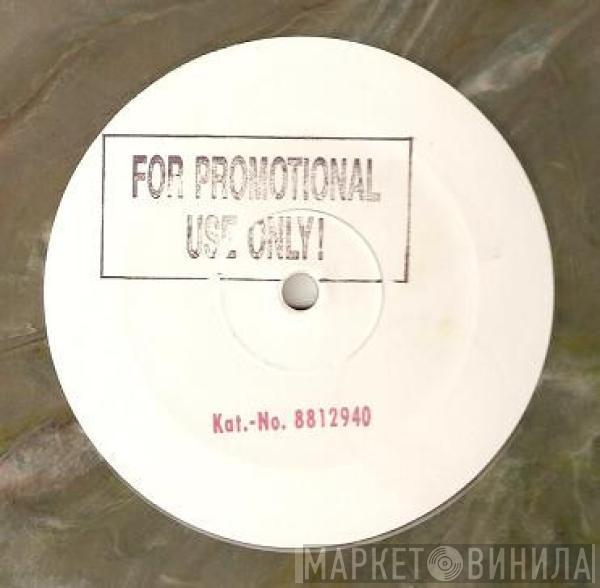 FOR PROMOTIONAL
USE ONLY!
Kat.-No. 8812940
МАРКЕТ ВИНИЛА